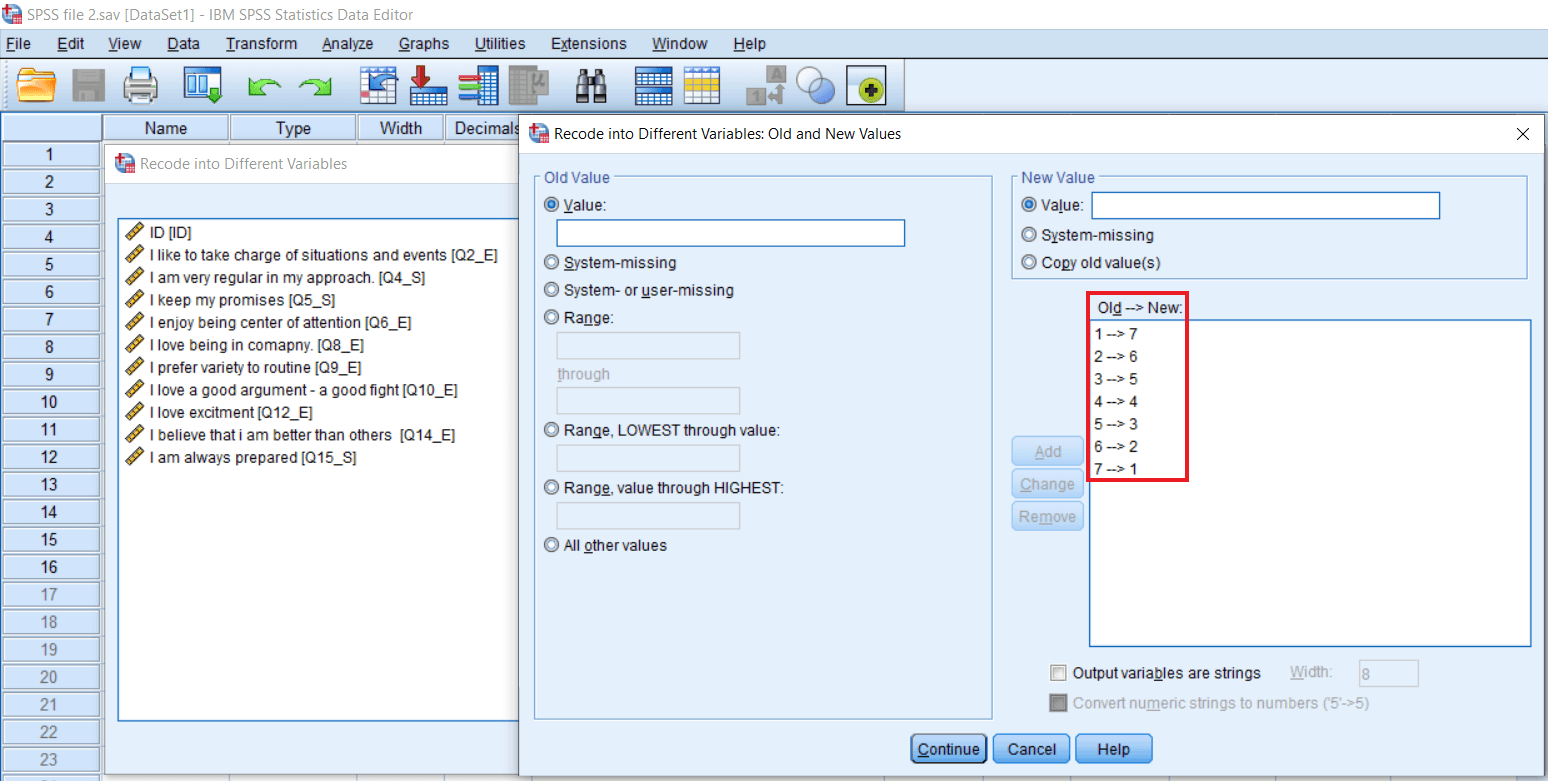 SPSS file 2.sav [DataSet1] - IBM SPSS Statistics Data Editor
File Edit View Data Transform Analyze Graphs Utilities Extensions Window Help
Name Type Width Decimals
1
2
3
4
5
6
7
8
9
10
11
12
13
14
15
16
17
18
19
20
21
22
23
Recode into Different Variables
ID [ID]
I like to take charge of situations and events [Q2_E]
I am very regular in my approach. [Q4_S]
I keep my promises [Q5_S]
I enjoy being center of attention [Q6_E]
I love being in comapny. [Q8_E]
I prefer variety to routine [Q9_E]
I love a good argument - a good fight [Q10_E]
I love excitment [Q12_E]
I believe that i am better than others [Q14_E]
I am always prepared [Q15_S]
Recode into Different Variables: Old and New Values
Old Value
Value:
System-missing
System- or user-missing
Range:
through
Range, LOWEST through value:
Range, value through HIGHEST:
All other values
New Value
Value:
System-missing
Copy old value(s)
Old --> New:
1 --> 7
2 --> 6
3 --> 5
4 --> 4
5 --> 3
6 --> 2
7 --> 1
Add
Change
Remove
Output variables are strings Width: 8
Convert numeric strings to numbers ('5'->5)
Continue Cancel Help